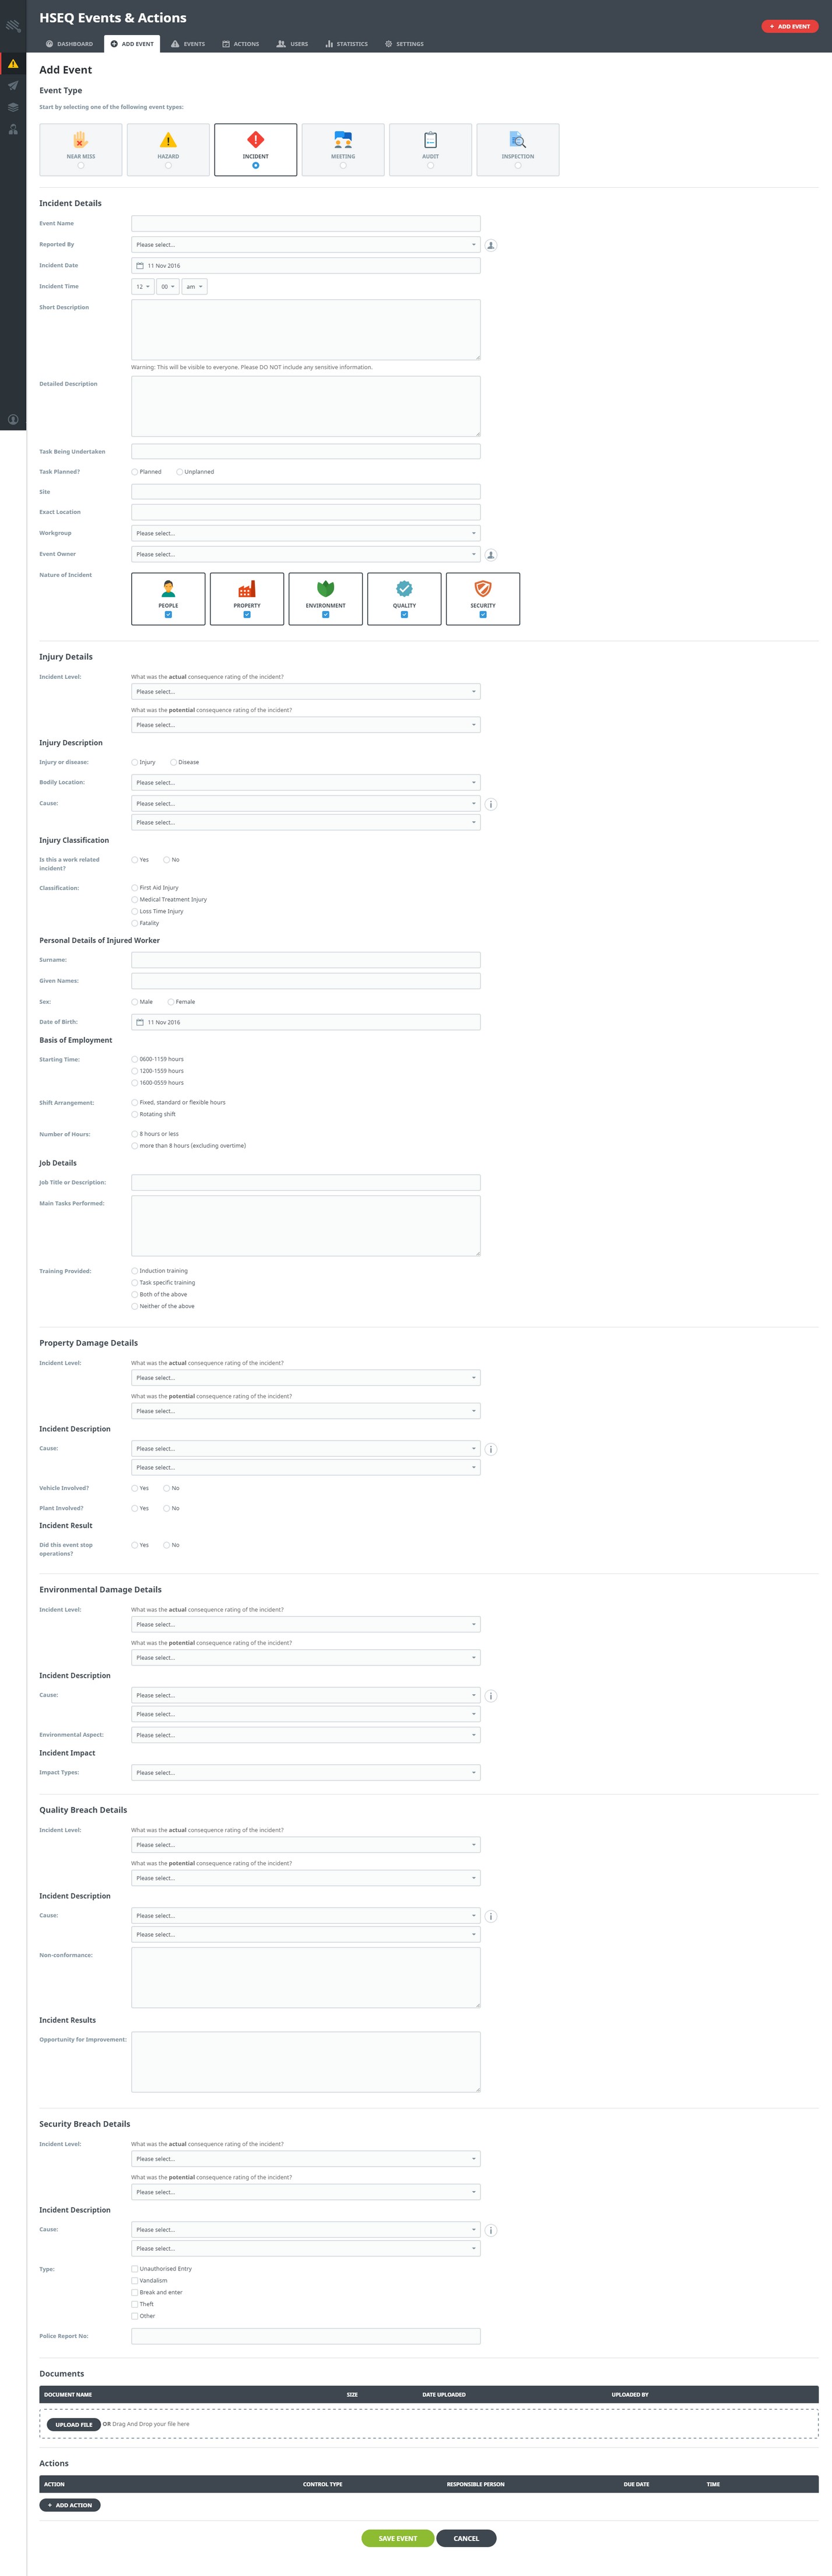 HSEQ Events & Actions
+ ADD EVENT
DASHBOARD ADD EVENT EVENTS ACTIONS USERS STATISTICS SETTINGS
Add Event
Event Type
Start by selecting one of the following event types:
NEAR MISS HAZARD INCIDENT MEETING AUDIT INSPECTION
Incident Details
Event Name
Reported By Please select...
Incident Date 11 Nov 2016
Incident Time 12 00 am
Short Description
Warning: This will be visible to everyone. Please DO NOT include any sensitive information.
Detailed Description
Task Being Undertaken
Task Planned? Planned Unplanned
Site
Exact Location
Workgroup Please select...
Event Owner Please select...
Nature of Incident
PEOPLE PROPERTY ENVIRONMENT QUALITY SECURITY
Injury Details
Incident Level: What was the actual consequence rating of the incident?
Please select...
What was the potential consequence rating of the incident?
Please select...
Injury Description
Injury or disease: Injury Disease
Bodily Location: Please select...
Cause: Please select...
Please select...
Injury Classification
Is this a work related Yes No
incident?
Classification: First Aid Injury
Medical Treatment Injury
Loss Time Injury
Fatality
Personal Details of Injured Worker
Surname:
Given Names:
Sex: Male Female
Date of Birth: 11 Nov 2016
Basis of Employment
Starting Time: 0600-1159 hours
1200-1559 hours
1600-0559 hours
Shift Arrangement: Fixed, standard or flexible hours
Rotating shift
Number of Hours: 8 hours or less
more than 8 hours (excluding overtime)
Job Details
Job Title or Description:
Main Tasks Performed:
Training Provided: Induction training
Task specific training
Both of the above
Neither of the above
Property Damage Details
Incident Level: What was the actual consequence rating of the incident?
Please select...
What was the potential consequence rating of the incident?
Please select...
Incident Description
Cause: Please select...
Please select...
Vehicle Involved? Yes No
Plant Involved? Yes No
Incident Result
Did this event stop Yes No
operations?
Environmental Damage Details
Incident Level: What was the actual consequence rating of the incident?
Please select...
What was the potential consequence rating of the incident?
Please select...
Incident Description
Cause: Please select...
Please select...
Environmental Aspect: Please select...
Incident Impact
Impact Types: Please select...
Quality Breach Details
Incident Level: What was the actual consequence rating of the incident?
Please select...
What was the potential consequence rating of the incident?
Please select...
Incident Description
Cause: Please select...
Please select...
Non-conformance:
Incident Results
Opportunity for Improvement:
Security Breach Details
Incident Level: What was the actual consequence rating of the incident?
Please select...
What was the potential consequence rating of the incident?
Please select...
Incident Description
Cause: Please select...
Please select...
Type: Unauthorised Entry
Vandalism
Break and enter
Theft
Other
Police Report No:
Documents
DOCUMENT NAME SIZE DATE UPLOADED UPLOADED BY
UPLOAD FILE OR Drag And Drop your file here
Actions
ACTION CONTROL TYPE RESPONSIBLE PERSON DUE DATE TIME
+ ADD ACTION
SAVE EVENT CANCEL